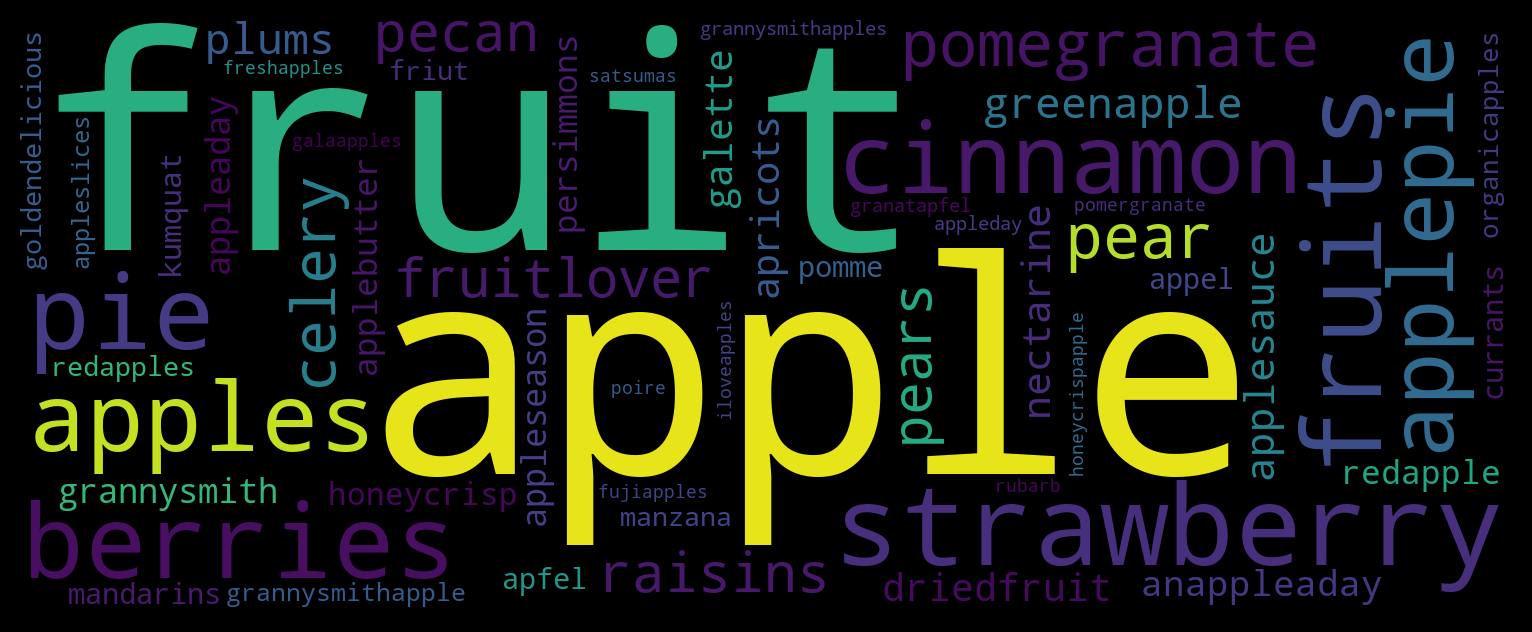 fruit
apple
plums
pecan
grannysmithapples
pomegranate
freshapples
friut
satsumas
goldendelicious
appleslices
kumquat
appleaday
galaapples
celery
applebutter
persimmons
galette
apricots
greenapple
cinnamon
granatapfel
appleday
pomergranate
fruits
applepie
organicapples
pie
fruitlover
pomme
nectarine
pear
appel
applesauce
currants
redapples
apples
appleseason
poire
iloveapples
pears
honeycrispapple
redapple
grannysmith
honeycrisp
fujiapples
manzana
rubarb
strawberry
berries
mandarins
grannysmithapple
apfel
raisins
driedfruit
anappleaday